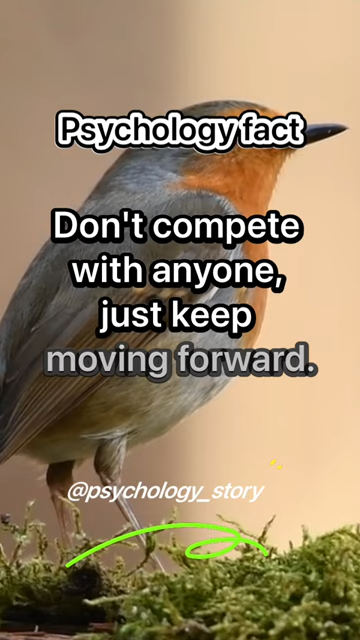 Psychology fact
Don't compete
with anyone,
just keep
moving forward.
@psychology_story